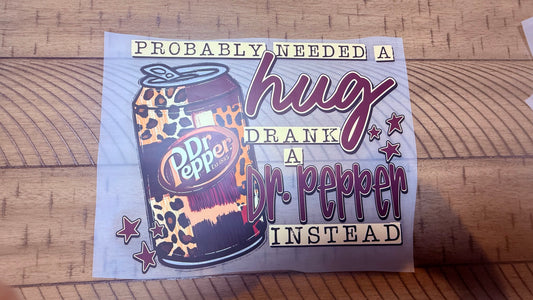 PROBABLY NEEDED A
hug
DRANK
A
Dr Pepper
Dr. Pepper
INSTEAD